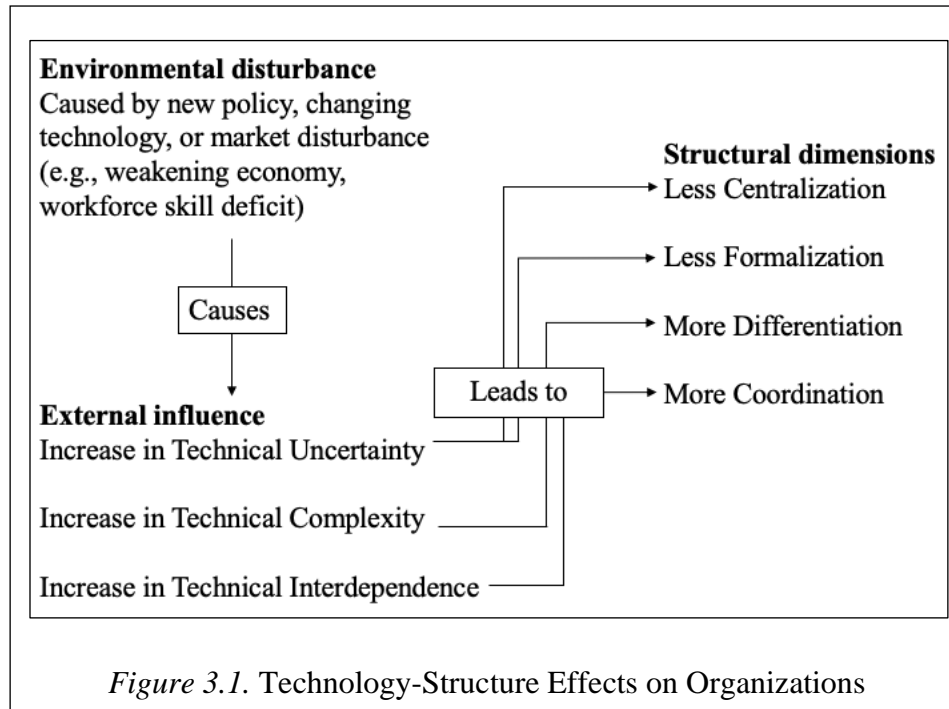 Environmental disturbance
Caused by new policy, changing
technology, or market disturbance
(e.g., weakening economy,
workforce skill deficit)
Causes
External influence
Increase in Technical Uncertainty
Increase in Technical Complexity
Increase in Technical Interdependence
Leads to
Structural dimensions
Less Centralization
Less Formalization
More Differentiation
More Coordination
Figure 3.1. Technology-Structure Effects on Organizations